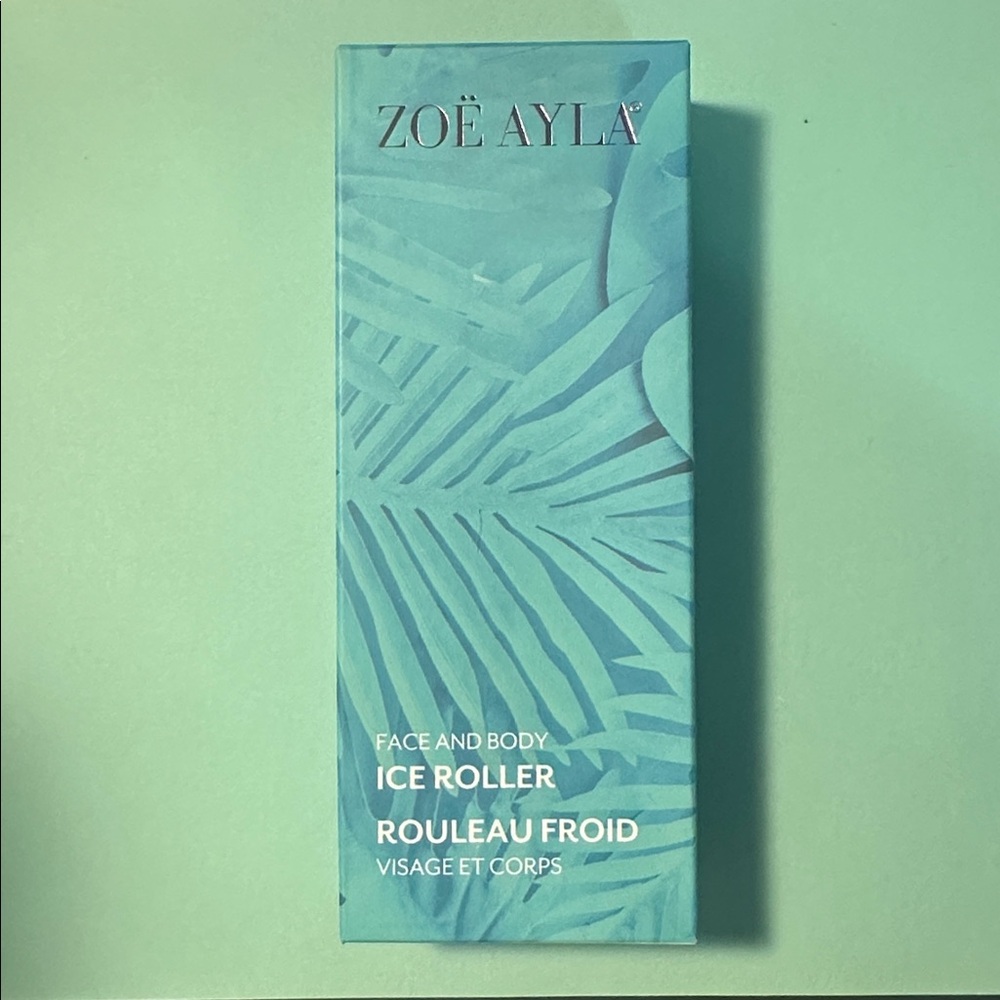 ZOË AYLA®
FACE AND BODY
ICE ROLLER
ROULEAU FROID
VISAGE ET CORPS